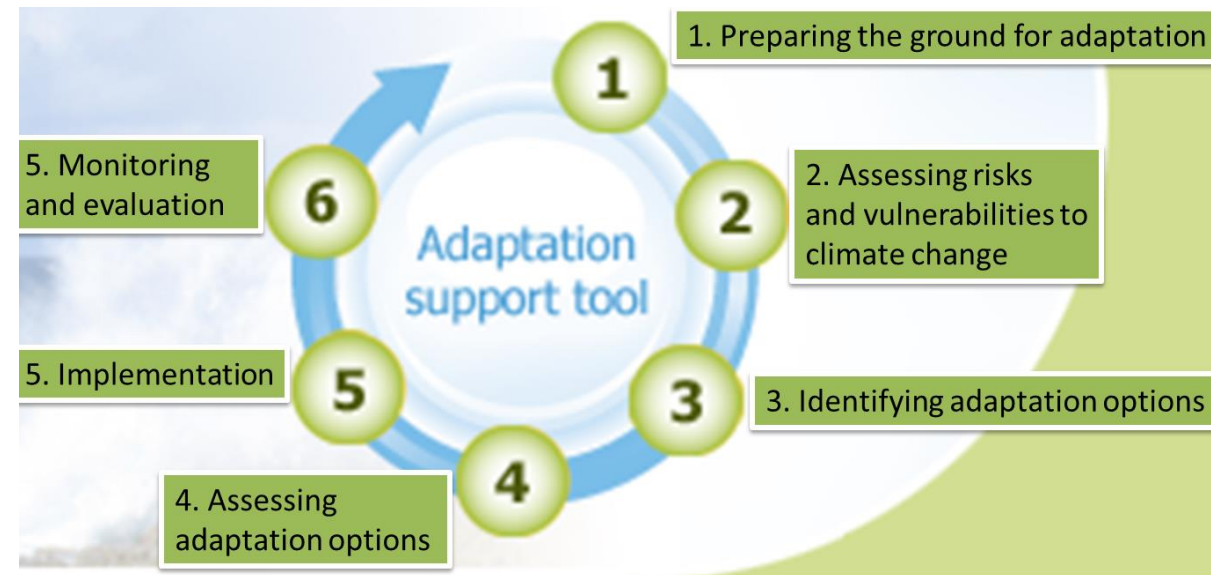 1. Preparing the ground for adaptation
1
2. Assessing risks
and vulnerabilities to
climate change
2
3. Identifying adaptation options
3
4. Assessing
adaptation options
4
5. Implementation
5
5. Monitoring
and evaluation
6
Adaptation
support tool